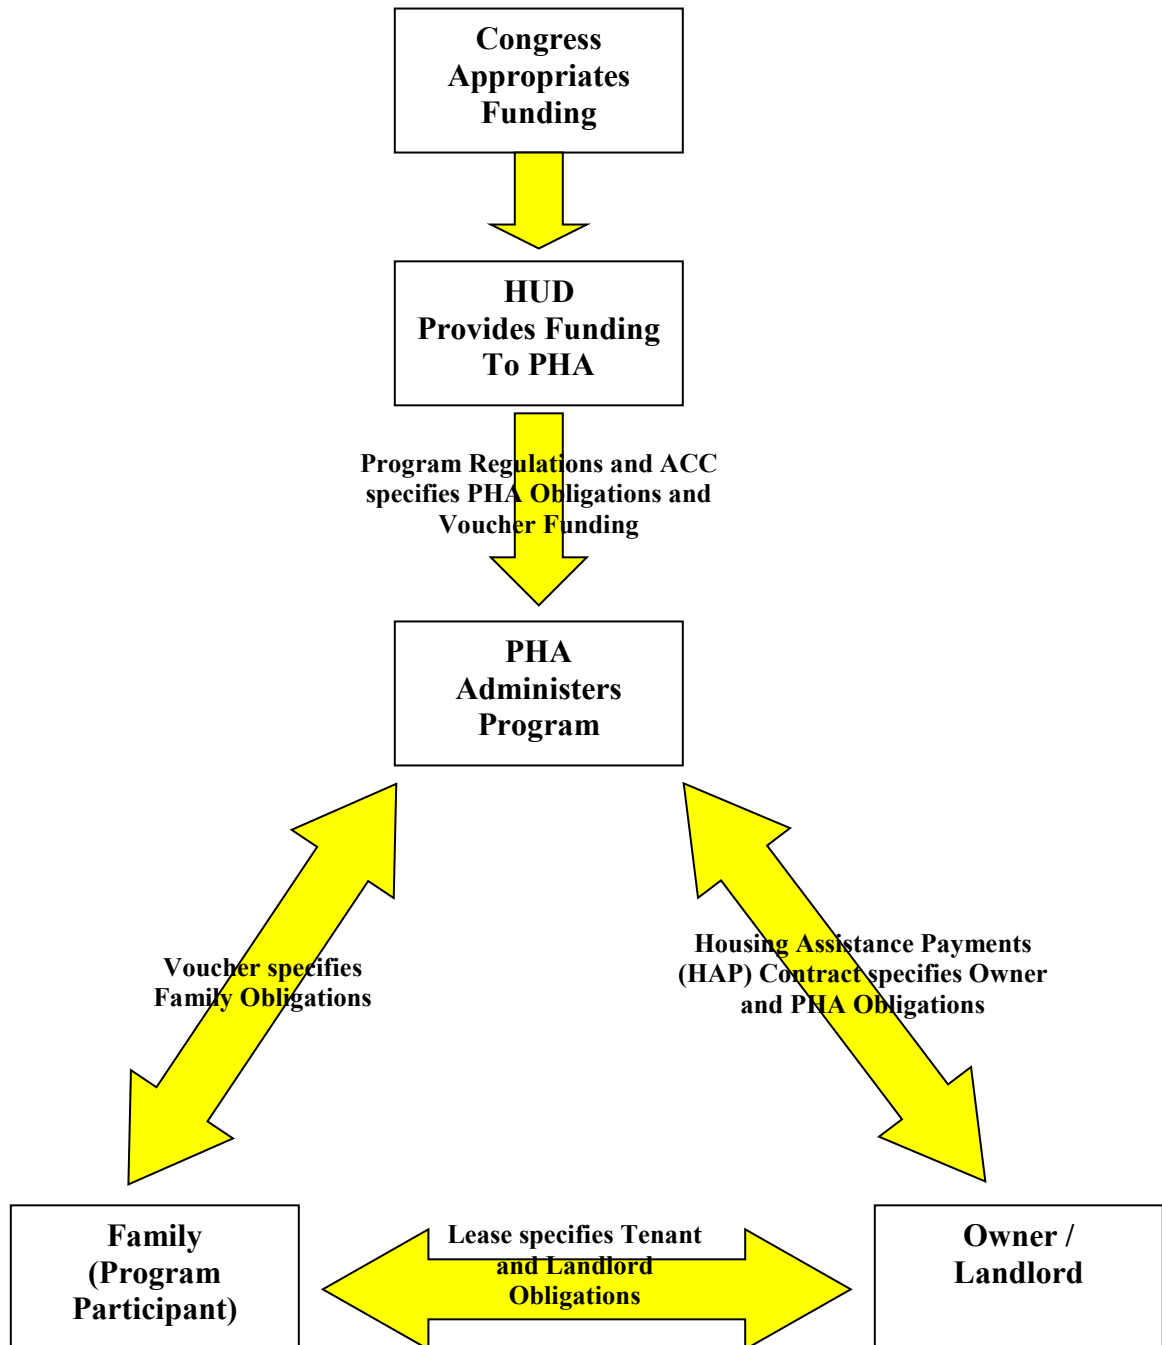 Congress
Appropriates
Funding
HUD
Provides Funding
To PHA
Program Regulations and ACC
specifies PHA Obligations and
Voucher Funding
PHA
Administers
Program
Voucher specifies
Family Obligations
Housing Assistance Payments
(HAP) Contract specifies Owner
and PHA Obligations
Family
(Program
Participant)
Lease specifies Tenant
and Landlord
Obligations
Owner /
Landlord